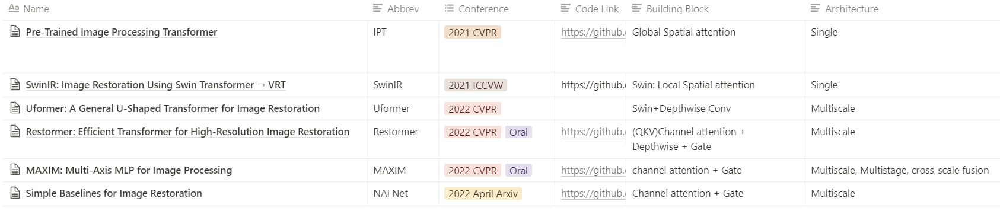 Aa Name Abbrev Conference Code Link Building Block Architecture
Pre-Trained Image Processing Transformer IPT 2021 CVPR https://github. Global Spatial attention Single
SwinIR: Image Restoration Using Swin Transformer → VRT SwinIR 2021 ICCVW https://github. Swin: Local Spatial attention Single
Uformer: A General U-Shaped Transformer for Image Restoration Uformer 2022 CVPR Swin+Depthwise Conv Multiscale
Restormer: Efficient Transformer for High-Resolution Image Restoration Restormer 2022 CVPR Oral https://github. (QKV)Channel attention + Multiscale
Depthwise + Gate
MAXIM: Multi-Axis MLP for Image Processing MAXIM 2022 CVPR Oral https://github. channel attention + Gate Multiscale, Multistage, cross-scale fusion
Simple Baselines for Image Restoration NAFNet 2022 April Arxiv https://github. Channel attention + Gate Multiscale